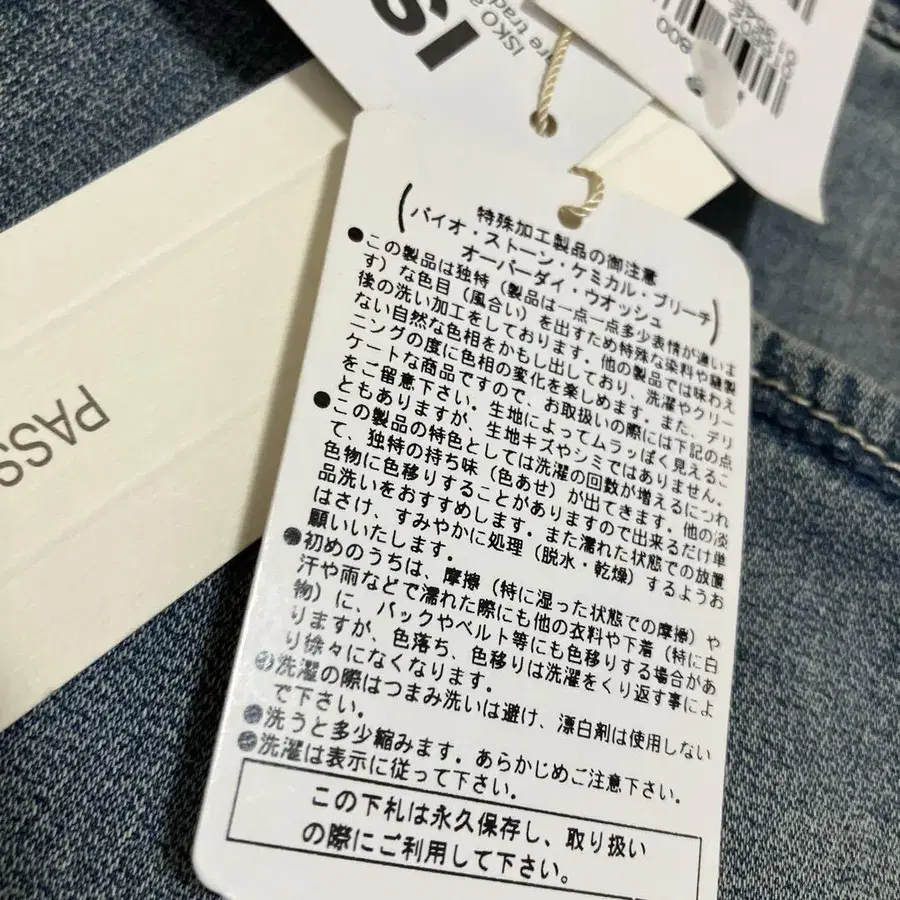 IS
ISKO a
re trad
PASS
特殊加工製品の御注意
(バイオ・ストーン・ケミカル・ブリーチ
オーバーダイ・ウオッシュ)
●この製品は独特(製品は一点一点多少表情が違いま
す)な色目(風合い)を出すため特殊な染料や縫製
後の洗い加工をしております。他の製品では味わえ
ない自然な色相をかもし出しており、洗濯やクリー
ニングの度に色相の変化を楽しめます。また、デリ
ケートな商品ですので、お取扱いの際には下記の点
をご留意下さい。生地によってムラっぽく見えるこ
ともありますが、生地キズやシミではありません。
●この製品の特色としては洗濯の回数が増えるにつれ
て、独特の持ち味(色あせ)が出てきます。他の淡
色物に色移りすることがありますので出来るだけ単
品洗いをおすすめします。また濡れた状態での放置
はさけ、すみやかに処理(脱水・乾燥)するようお
願いいたします。
●初めのうちは、摩擦(特に湿った状態での摩擦)や
汗や雨などで濡れた際にも他の衣料や下着(特に白
物)に、バックやベルト等にも色移りする場合があ
りますが、色落ち、色移りは洗濯をくり返す事によ
り徐々になくなります。
●洗濯の際はつまみ洗いは避け、漂白剤は使用しない
で下さい。
●洗うと多少縮みます。あらかじめご注意下さい。
●洗濯は表示に従って下さい。
この下札は永久保存し、取り扱い
の際にご利用して下さい。